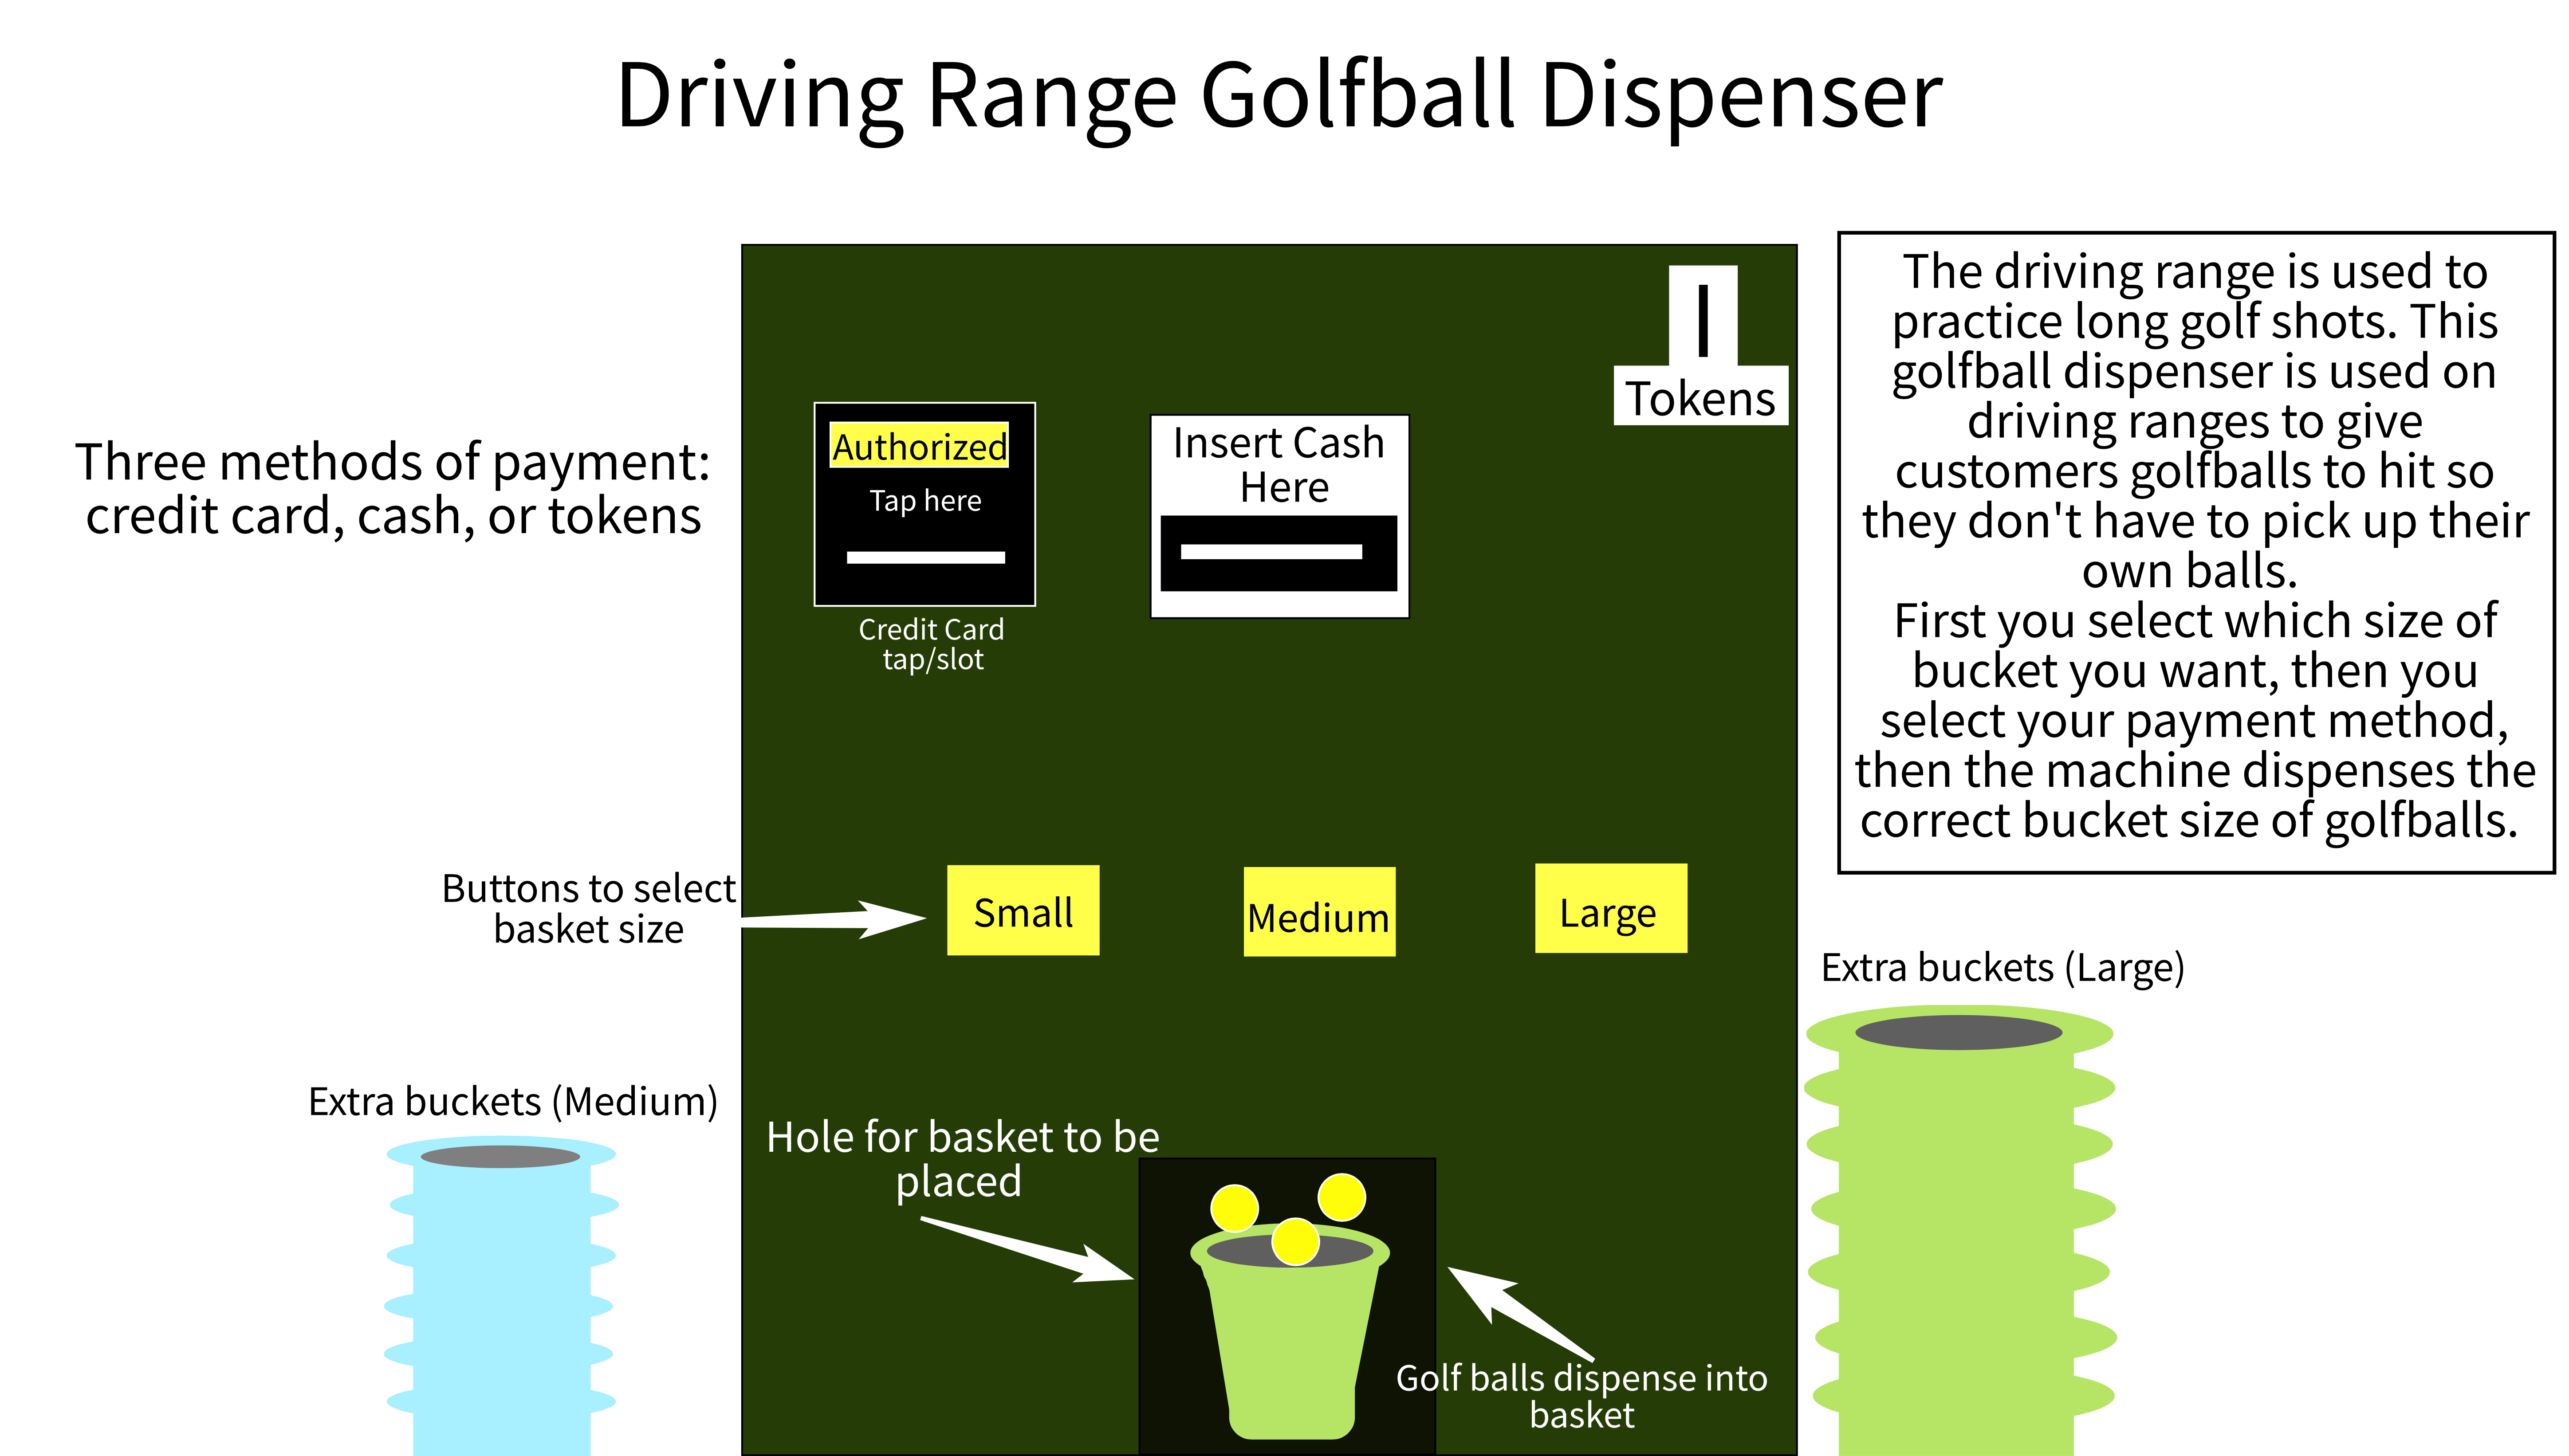 Driving Range Golfball Dispenser
Three methods of payment:
credit card, cash, or tokens
Authorized
Tap here
Credit Card
tap/slot
Insert Cash
Here
Tokens
The driving range is used to
practice long golf shots. This
golfball dispenser is used on
driving ranges to give
customers golfballs to hit so
they don't have to pick up their
own balls.
First you select which size of
bucket you want, then you
select your payment method,
then the machine dispenses the
correct bucket size of golfballs.
Buttons to select
basket size
Small
Medium
Large
Extra buckets (Large)
Extra buckets (Medium)
Hole for basket to be
placed
Golf balls dispense into
basket